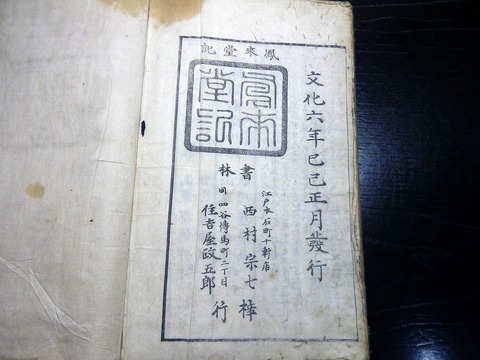 鳳來堂記
鳳来堂記
文化六年己巳正月發行
書林
江戸本石町十軒店
西村宗七梓
同四谷傳馬町二丁目
住吉屋政五郎行